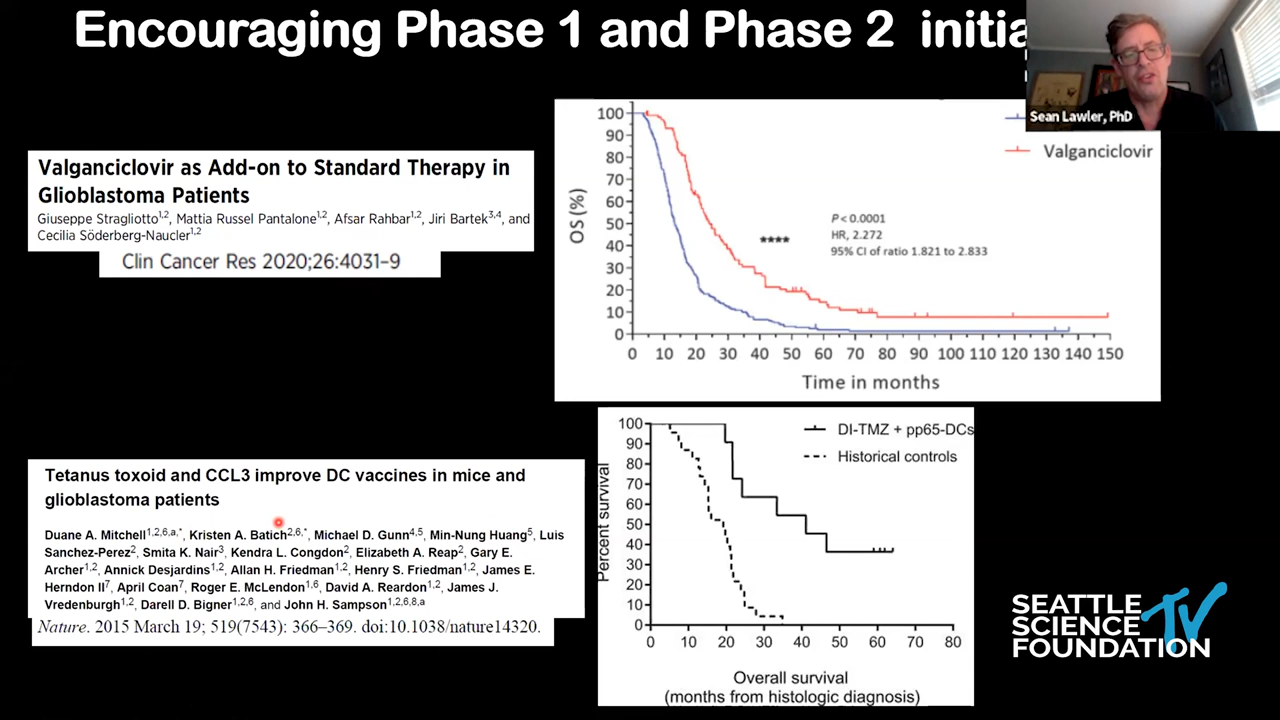 Encouraging Phase 1 and Phase 2 initia
Sean Lawler, PhD
Valganciclovir as Add-on to Standard Therapy in
Glioblastoma Patients
Giuseppe Stragliotto1,2, Mattia Russel Pantalone1,2, Afsar Rahbar1,2, Jiri Bartek3,4, and
Cecilia Söderberg-Naucler1,2
Clin Cancer Res 2020;26:4031–9
100
90
80
70
60
50
40
30
20
10
0
OS (%)
Valganciclovir
P < 0.0001
HR, 2.272
95% CI of ratio 1.821 to 2.833
****
0 10 20 30 40 50 60 70 80 90 100 110 120 130 140 150
Time in months
Tetanus toxoid and CCL3 improve DC vaccines in mice and
glioblastoma patients
Duane A. Mitchell1,2,6,a,*, Kristen A. Batich2,6,*, Michael D. Gunn4,5, Min-Nung Huang5, Luis
Sanchez-Perez2, Smita K. Nair3, Kendra L. Congdon2, Elizabeth A. Reap2, Gary E.
Archer1,2, Annick Desjardins1,2, Allan H. Friedman1,2, Henry S. Friedman1,2, James E.
Herndon II7, April Coan7, Roger E. McLendon1,6, David A. Reardon1,2, James J.
Vredenburgh1,2, Darell D. Bigner1,2,6, and John H. Sampson1,2,6,8,a
Nature. 2015 March 19; 519(7543): 366–369. doi:10.1038/nature14320.
100
90
80
70
60
50
40
30
20
10
0
Percent survival
DI-TMZ + pp65-DCs
Historical controls
0 10 20 30 40 50 60 70 80
Overall survival
(months from histologic diagnosis)
SEATTLE
SCIENCE TV
FOUNDATION